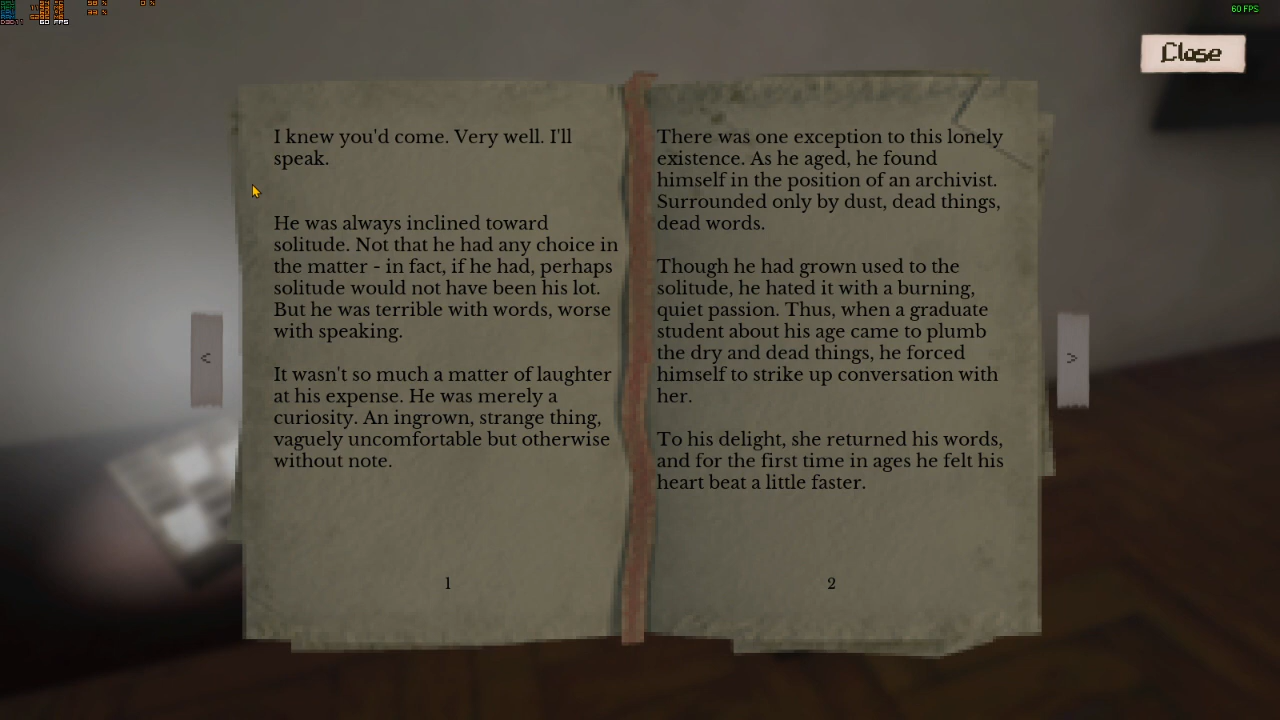 60 FPS
60 FPS
Close
I knew you'd come. Very well. I'll
speak.
He was always inclined toward
solitude. Not that he had any choice in
the matter - in fact, if he had, perhaps
solitude would not have been his lot.
But he was terrible with words, worse
with speaking.
It wasn't so much a matter of laughter
at his expense. He was merely a
curiosity. An ingrown, strange thing,
vaguely uncomfortable but otherwise
without note.
1
There was one exception to this lonely
existence. As he aged, he found
himself in the position of an archivist.
Surrounded only by dust, dead things,
dead words.
Though he had grown used to the
solitude, he hated it with a burning,
quiet passion. Thus, when a graduate
student about his age came to plumb
the dry and dead things, he forced
himself to strike up conversation with
her.
To his delight, she returned his words,
and for the first time in ages he felt his
heart beat a little faster.
2
<
>